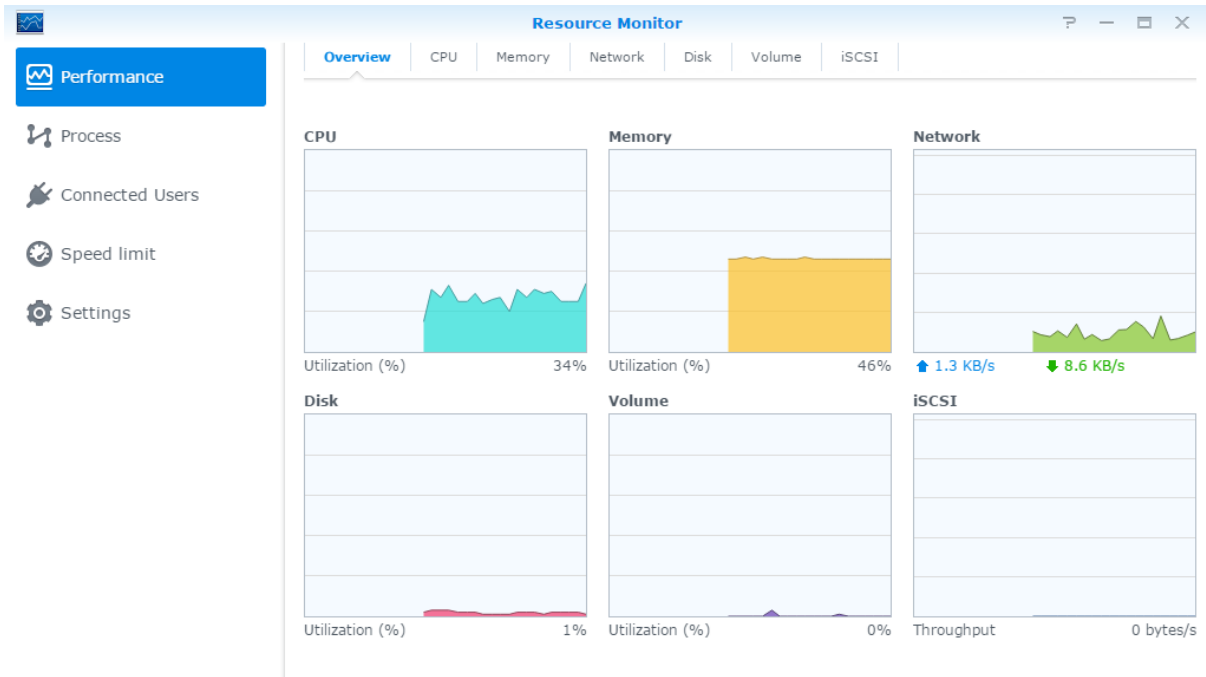 Resource Monitor
Performance
Process
Connected Users
Speed limit
Settings
Overview CPU Memory Network Disk Volume iSCSI
CPU
Utilization (%) 34%
Memory
Utilization (%) 46%
Network
1.3 KB/s 8.6 KB/s
Disk
Utilization (%) 1%
Volume
Utilization (%) 0%
iSCSI
Throughput 0 bytes/s